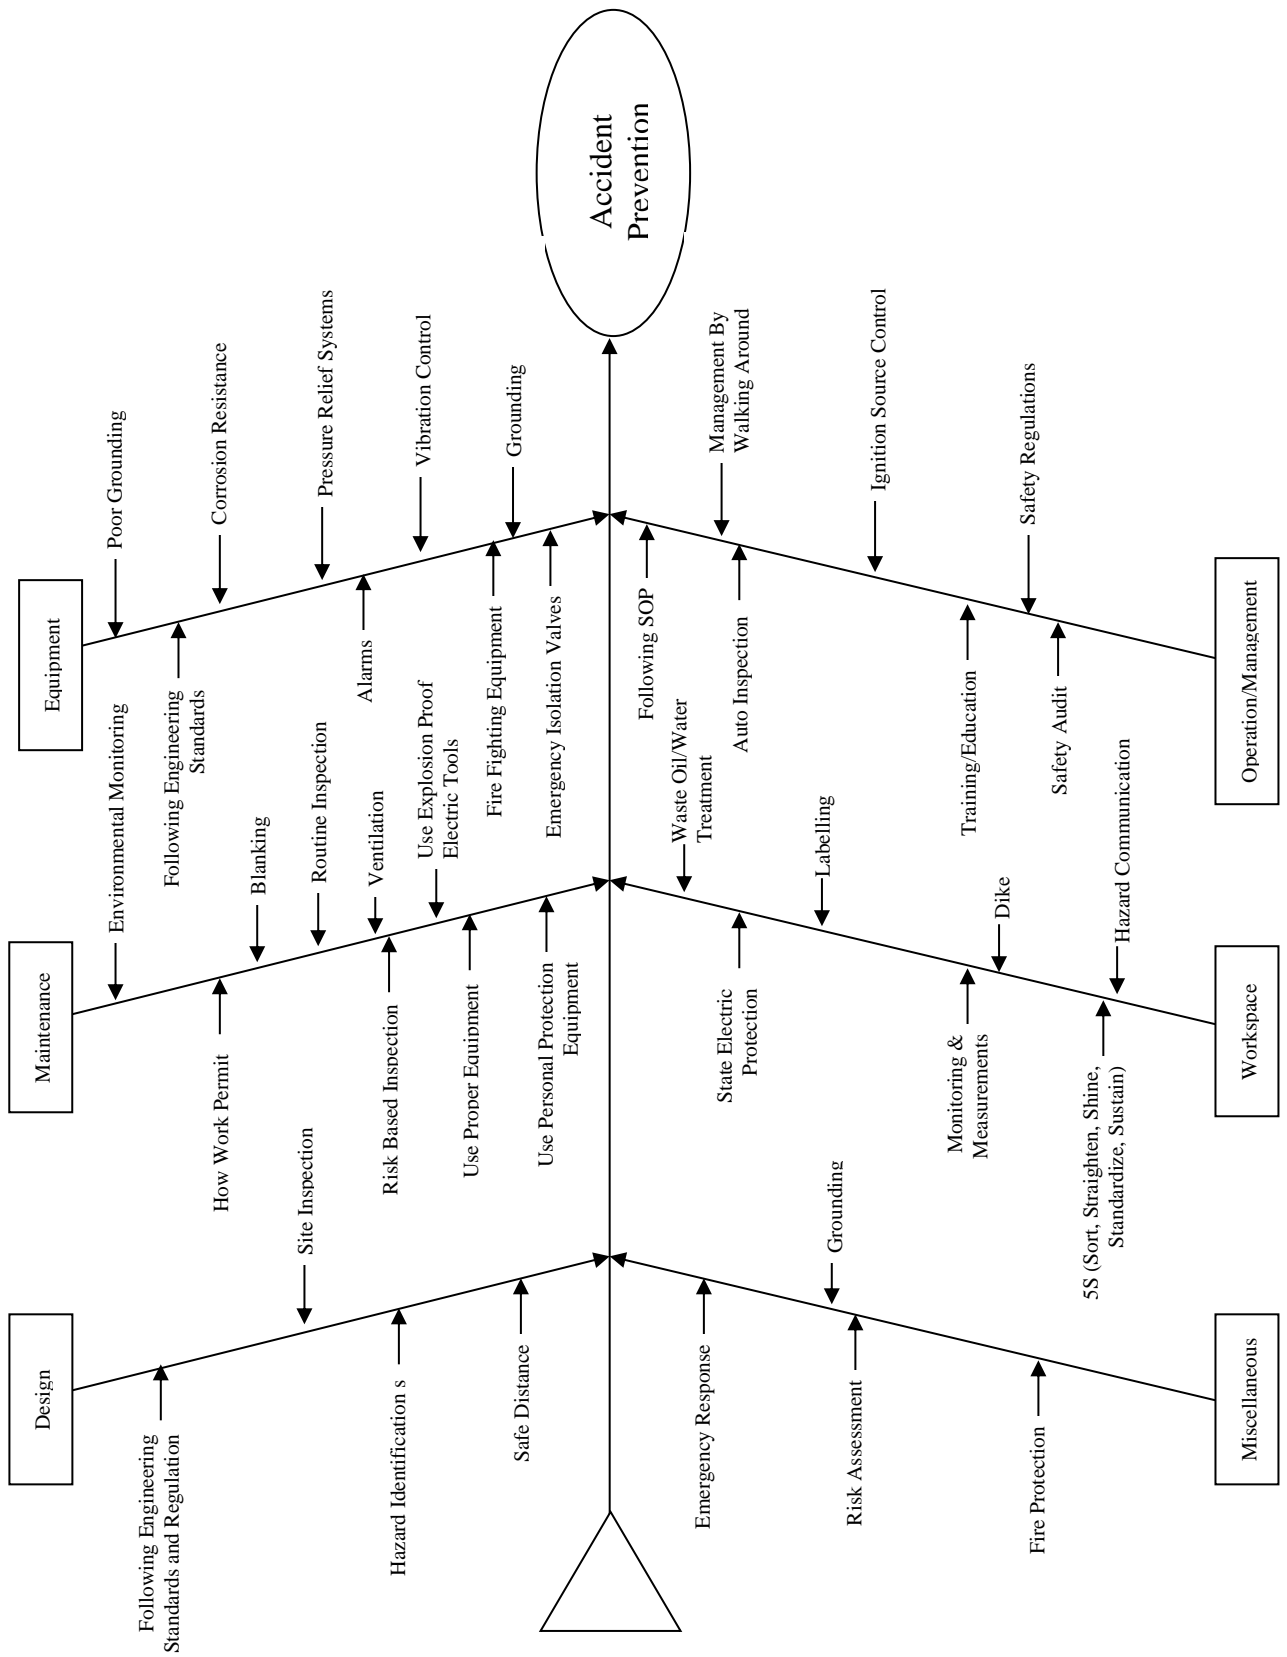 Design
Following Engineering
Standards and Regulation
Site Inspection
Hazard Identification s
Safe Distance
Maintenance
Environmental Monitoring
How Work Permit
Blanking
Routine Inspection
Ventilation
Risk Based Inspection
Use Explosion Proof
Electric Tools
Use Proper Equipment
Use Personal Protection
Equipment
Equipment
Poor Grounding
Following Engineering
Standards
Corrosion Resistance
Pressure Relief Systems
Alarms
Vibration Control
Fire Fighting Equipment
Grounding
Emergency Isolation Valves
Accident
Prevention
Emergency Response
Grounding
Risk Assessment
Fire Protection
Miscellaneous
Waste Oil/Water
Treatment
State Electric
Protection
Labelling
Monitoring &
Measurements
Dike
5S (Sort, Straighten, Shine,
Standardize, Sustain)
Hazard Communication
Workspace
Following SOP
Management By
Walking Around
Auto Inspection
Ignition Source Control
Training/Education
Safety Regulations
Safety Audit
Operation/Management